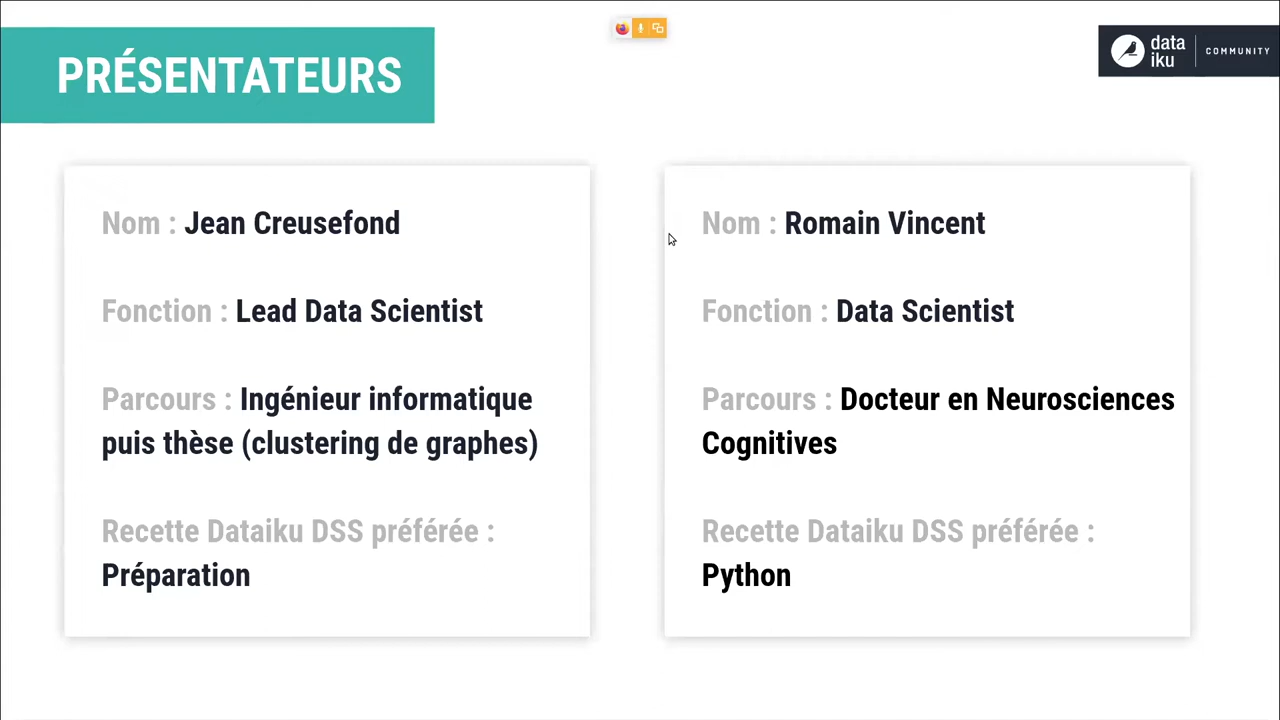 PRÉSENTATEURS
data
iku
COMMUNITY
Nom : Jean Creusefond
Fonction : Lead Data Scientist
Parcours : Ingénieur informatique
puis thèse (clustering de graphes)
Recette Dataiku DSS préférée :
Préparation
Nom : Romain Vincent
Fonction : Data Scientist
Parcours : Docteur en Neurosciences
Cognitives
Recette Dataiku DSS préférée :
Python